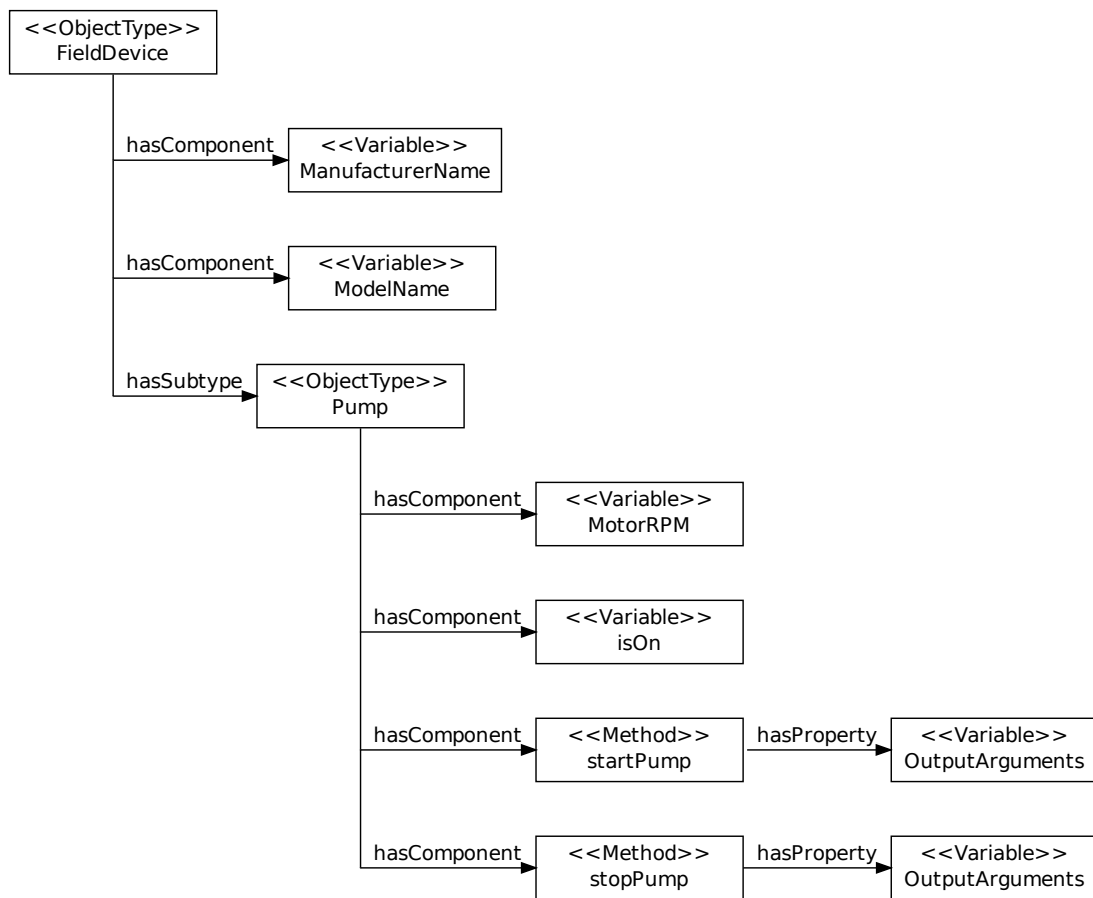 <<ObjectType>>
FieldDevice
hasComponent
<<Variable>>
ManufacturerName
hasComponent
<<Variable>>
ModelName
hasSubtype
<<ObjectType>>
Pump
hasComponent
<<Variable>>
MotorRPM
hasComponent
<<Variable>>
isOn
hasComponent
<<Method>>
startPump
hasProperty
<<Variable>>
OutputArguments
hasComponent
<<Method>>
stopPump
hasProperty
<<Variable>>
OutputArguments